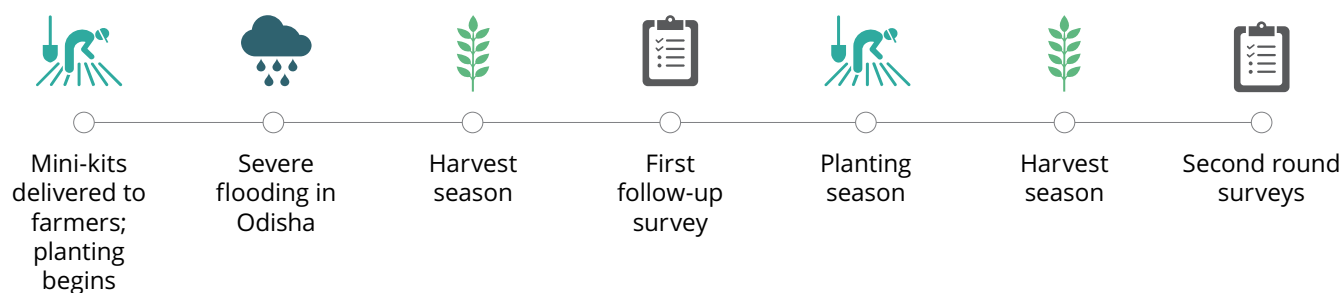 Mini-kits
delivered to
farmers;
planting
begins
Severe
flooding in
Odisha
Harvest
season
First
follow-up
survey
Planting
season
Harvest
season
Second round
surveys